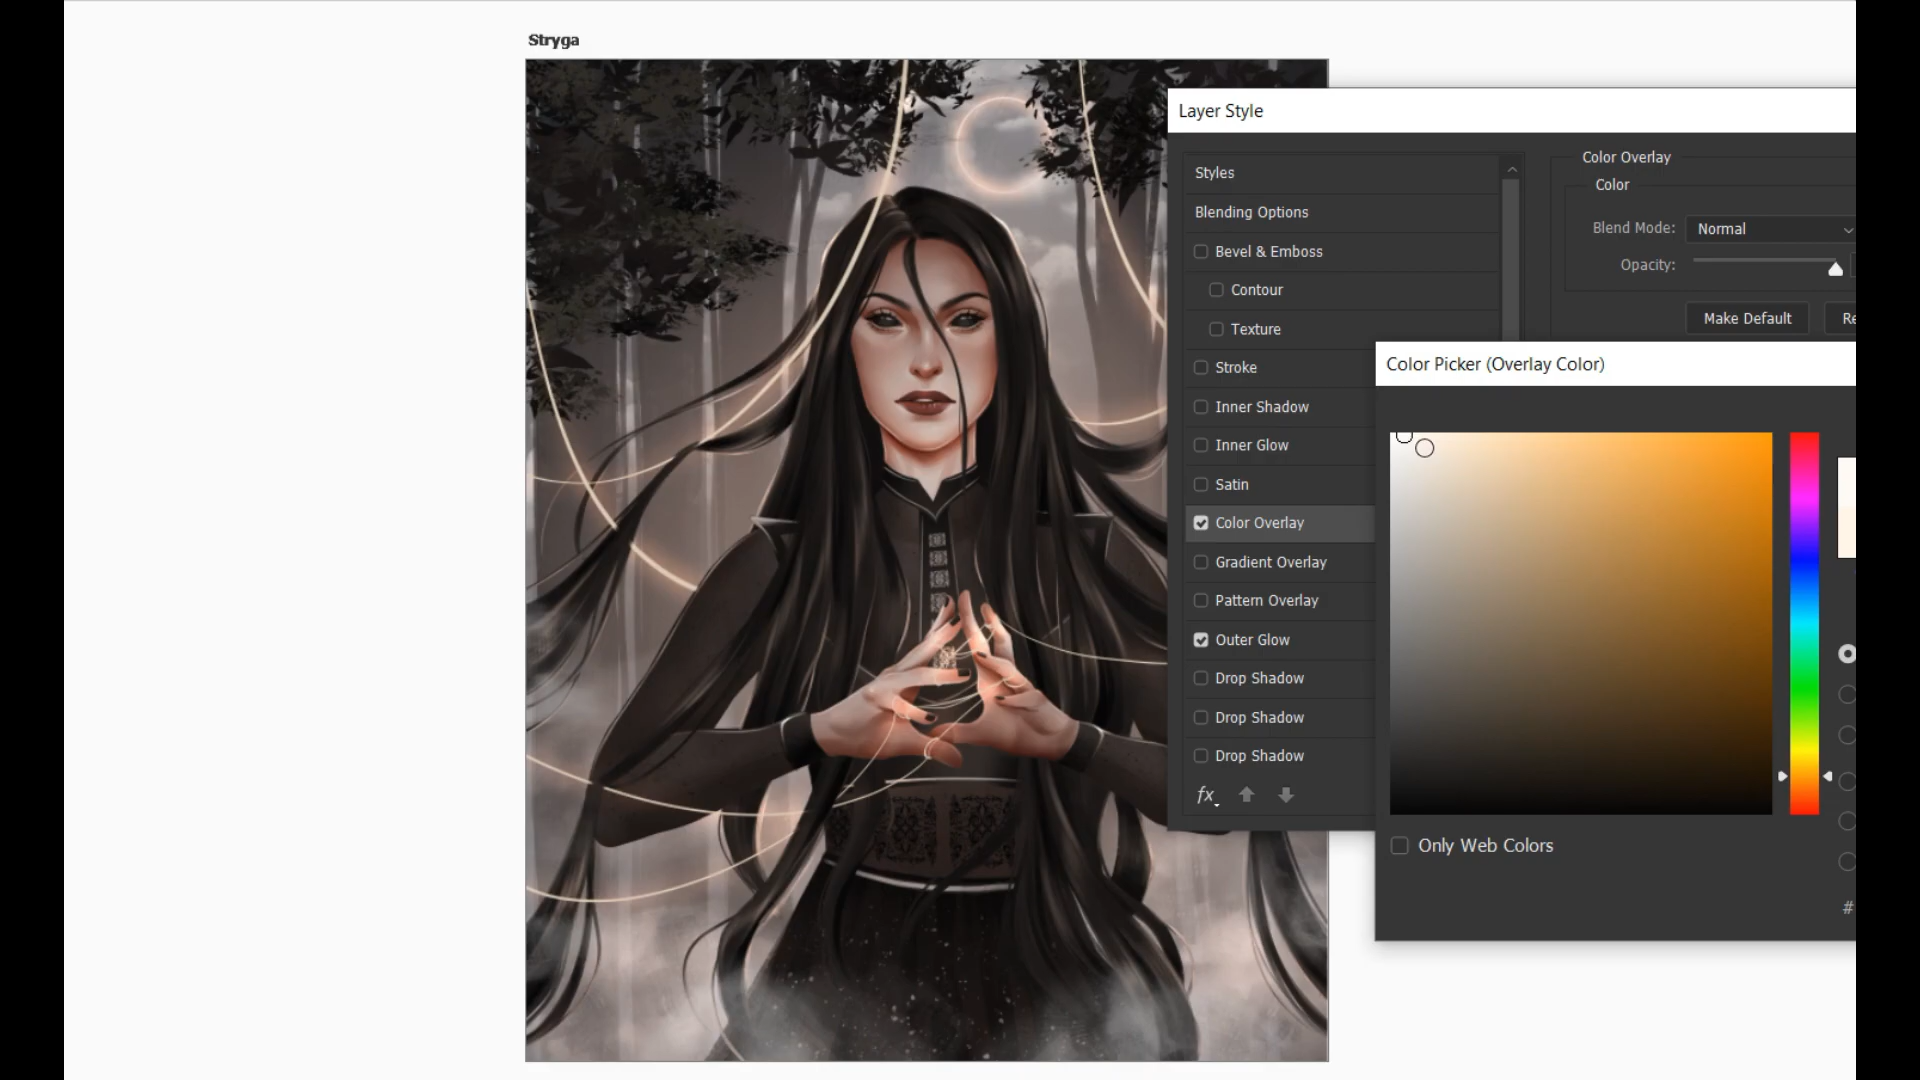 Stryga
Layer Style
Styles
Blending Options
Bevel & Emboss
Contour
Texture
Stroke
Inner Shadow
Inner Glow
Satin
Color Overlay
Gradient Overlay
Pattern Overlay
Outer Glow
Drop Shadow
Drop Shadow
Drop Shadow
fx
Color Overlay
Color
Blend Mode: Normal
Opacity:
Make Default
Re
Color Picker (Overlay Color)
Only Web Colors
#